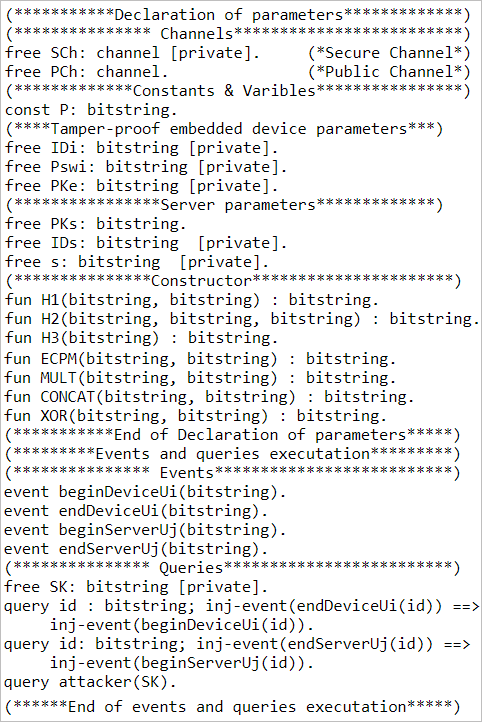 (***********Declaration of parameters*************)
(*************** Channels*************************)
free SCh: channel [private].     (*Secure Channel*)
free PCh: channel.               (*Public Channel*)
(*************Constants & Varibles****************)
const P: bitstring.
(****Tamper-proof embedded device parameters***)
free IDi: bitstring [private].
free Pswi: bitstring [private].
free PKe: bitstring [private].
(****************Server parameters*************)
free PKs: bitstring.
free IDs: bitstring  [private].
free s: bitstring  [private].
(***************Constructor**********************)
fun H1(bitstring, bitstring) : bitstring.
fun H2(bitstring, bitstring, bitstring) : bitstring.
fun H3(bitstring) : bitstring.
fun ECPM(bitstring, bitstring) : bitstring.
fun MULT(bitstring, bitstring) : bitstring.
fun CONCAT(bitstring, bitstring) : bitstring.
fun XOR(bitstring, bitstring) : bitstring.
(***********End of Declaration of parameters*****)
(*********Events and queries executation*********)
(*************** Events**************************)
event beginDeviceUi(bitstring).
event endDeviceUi(bitstring).
event beginServerUj(bitstring).
event endServerUj(bitstring).
(*************** Queries*************************)
free SK: bitstring [private].
query id : bitstring; inj-event(endDeviceUi(id)) ==>
     inj-event(beginDeviceUi(id)).
query id: bitstring; inj-event(endServerUj(id)) ==>
     inj-event(beginServerUj(id)).
query attacker(SK).
(******End of events and queries executation*****)